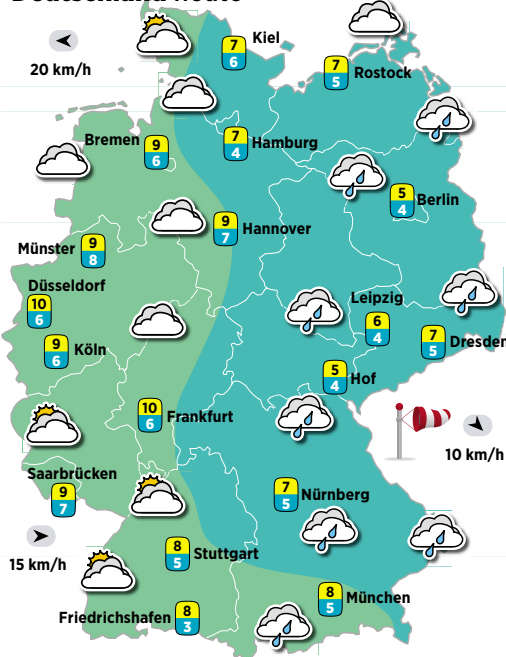 Deutschland heute
Kiel
7
6
20 km/h
7
5
Rostock
Bremen
9
6
7
4
Hamburg
5
4
Berlin
9
7
Hannover
Münster
9
8
Düsseldorf
10
6
Leipzig
6
4
7
5
Dresden
9
6
Köln
5
4
Hof
10
6
Frankfurt
10 km/h
Saarbrücken
9
7
7
5
Nürnberg
8
5
Stuttgart
15 km/h
8
5
München
Friedrichshafen
8
3